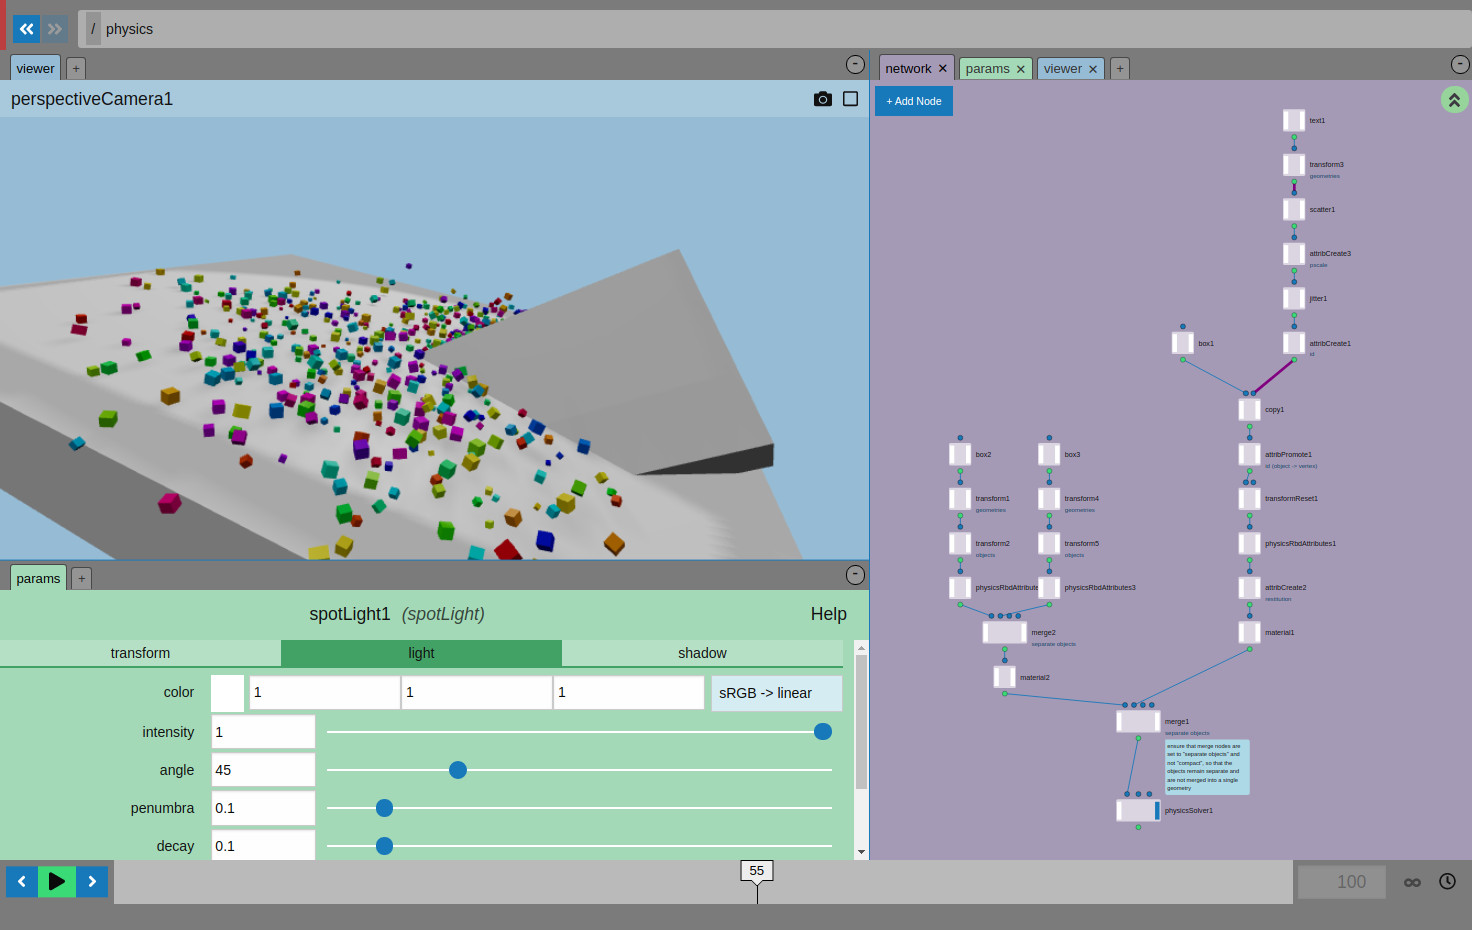 / physics
viewer
+
-
network ✕
params ✕
viewer ✕
+
-
perspectiveCamera1
+ Add Node
text1
transform3
geometries
scatter1
attribCreate3
pscale
jitter1
box1
attribCreate1
id
copy1
box2
box3
attribPromote1
id (object -> vertex)
transform1
geometries
transform4
geometries
transformReset1
transform2
objects
transform5
objects
physicsRbdAttributes1
physicsRbdAttribute
physicsRbdAttributes3
attribCreate2
restitution
merge2
separate objects
material1
material2
merge1
separate objects
ensure that merge nodes are
set to "separate objects" and
not "compact", so that the
objects remain separate and
are not merged into a single
geometry
physicsSolver1
params
+
-
spotLight1 (spotLight)
Help
transform
light
shadow
color
1
1
1
sRGB -> linear
intensity
1
angle
45
penumbra
0.1
decay
0.1
55
100
∞